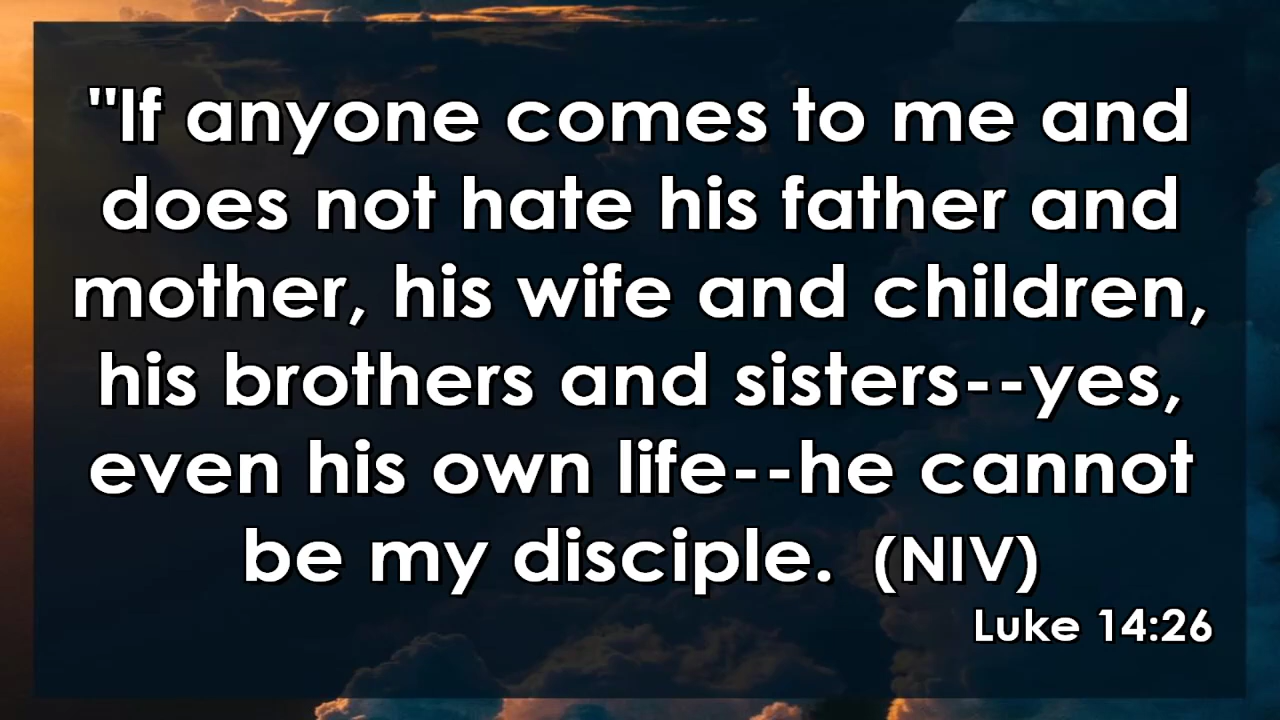 "If anyone comes to me and
does not hate his father and
mother, his wife and children,
his brothers and sisters--yes,
even his own life--he cannot
be my disciple. (NIV)
Luke 14:26